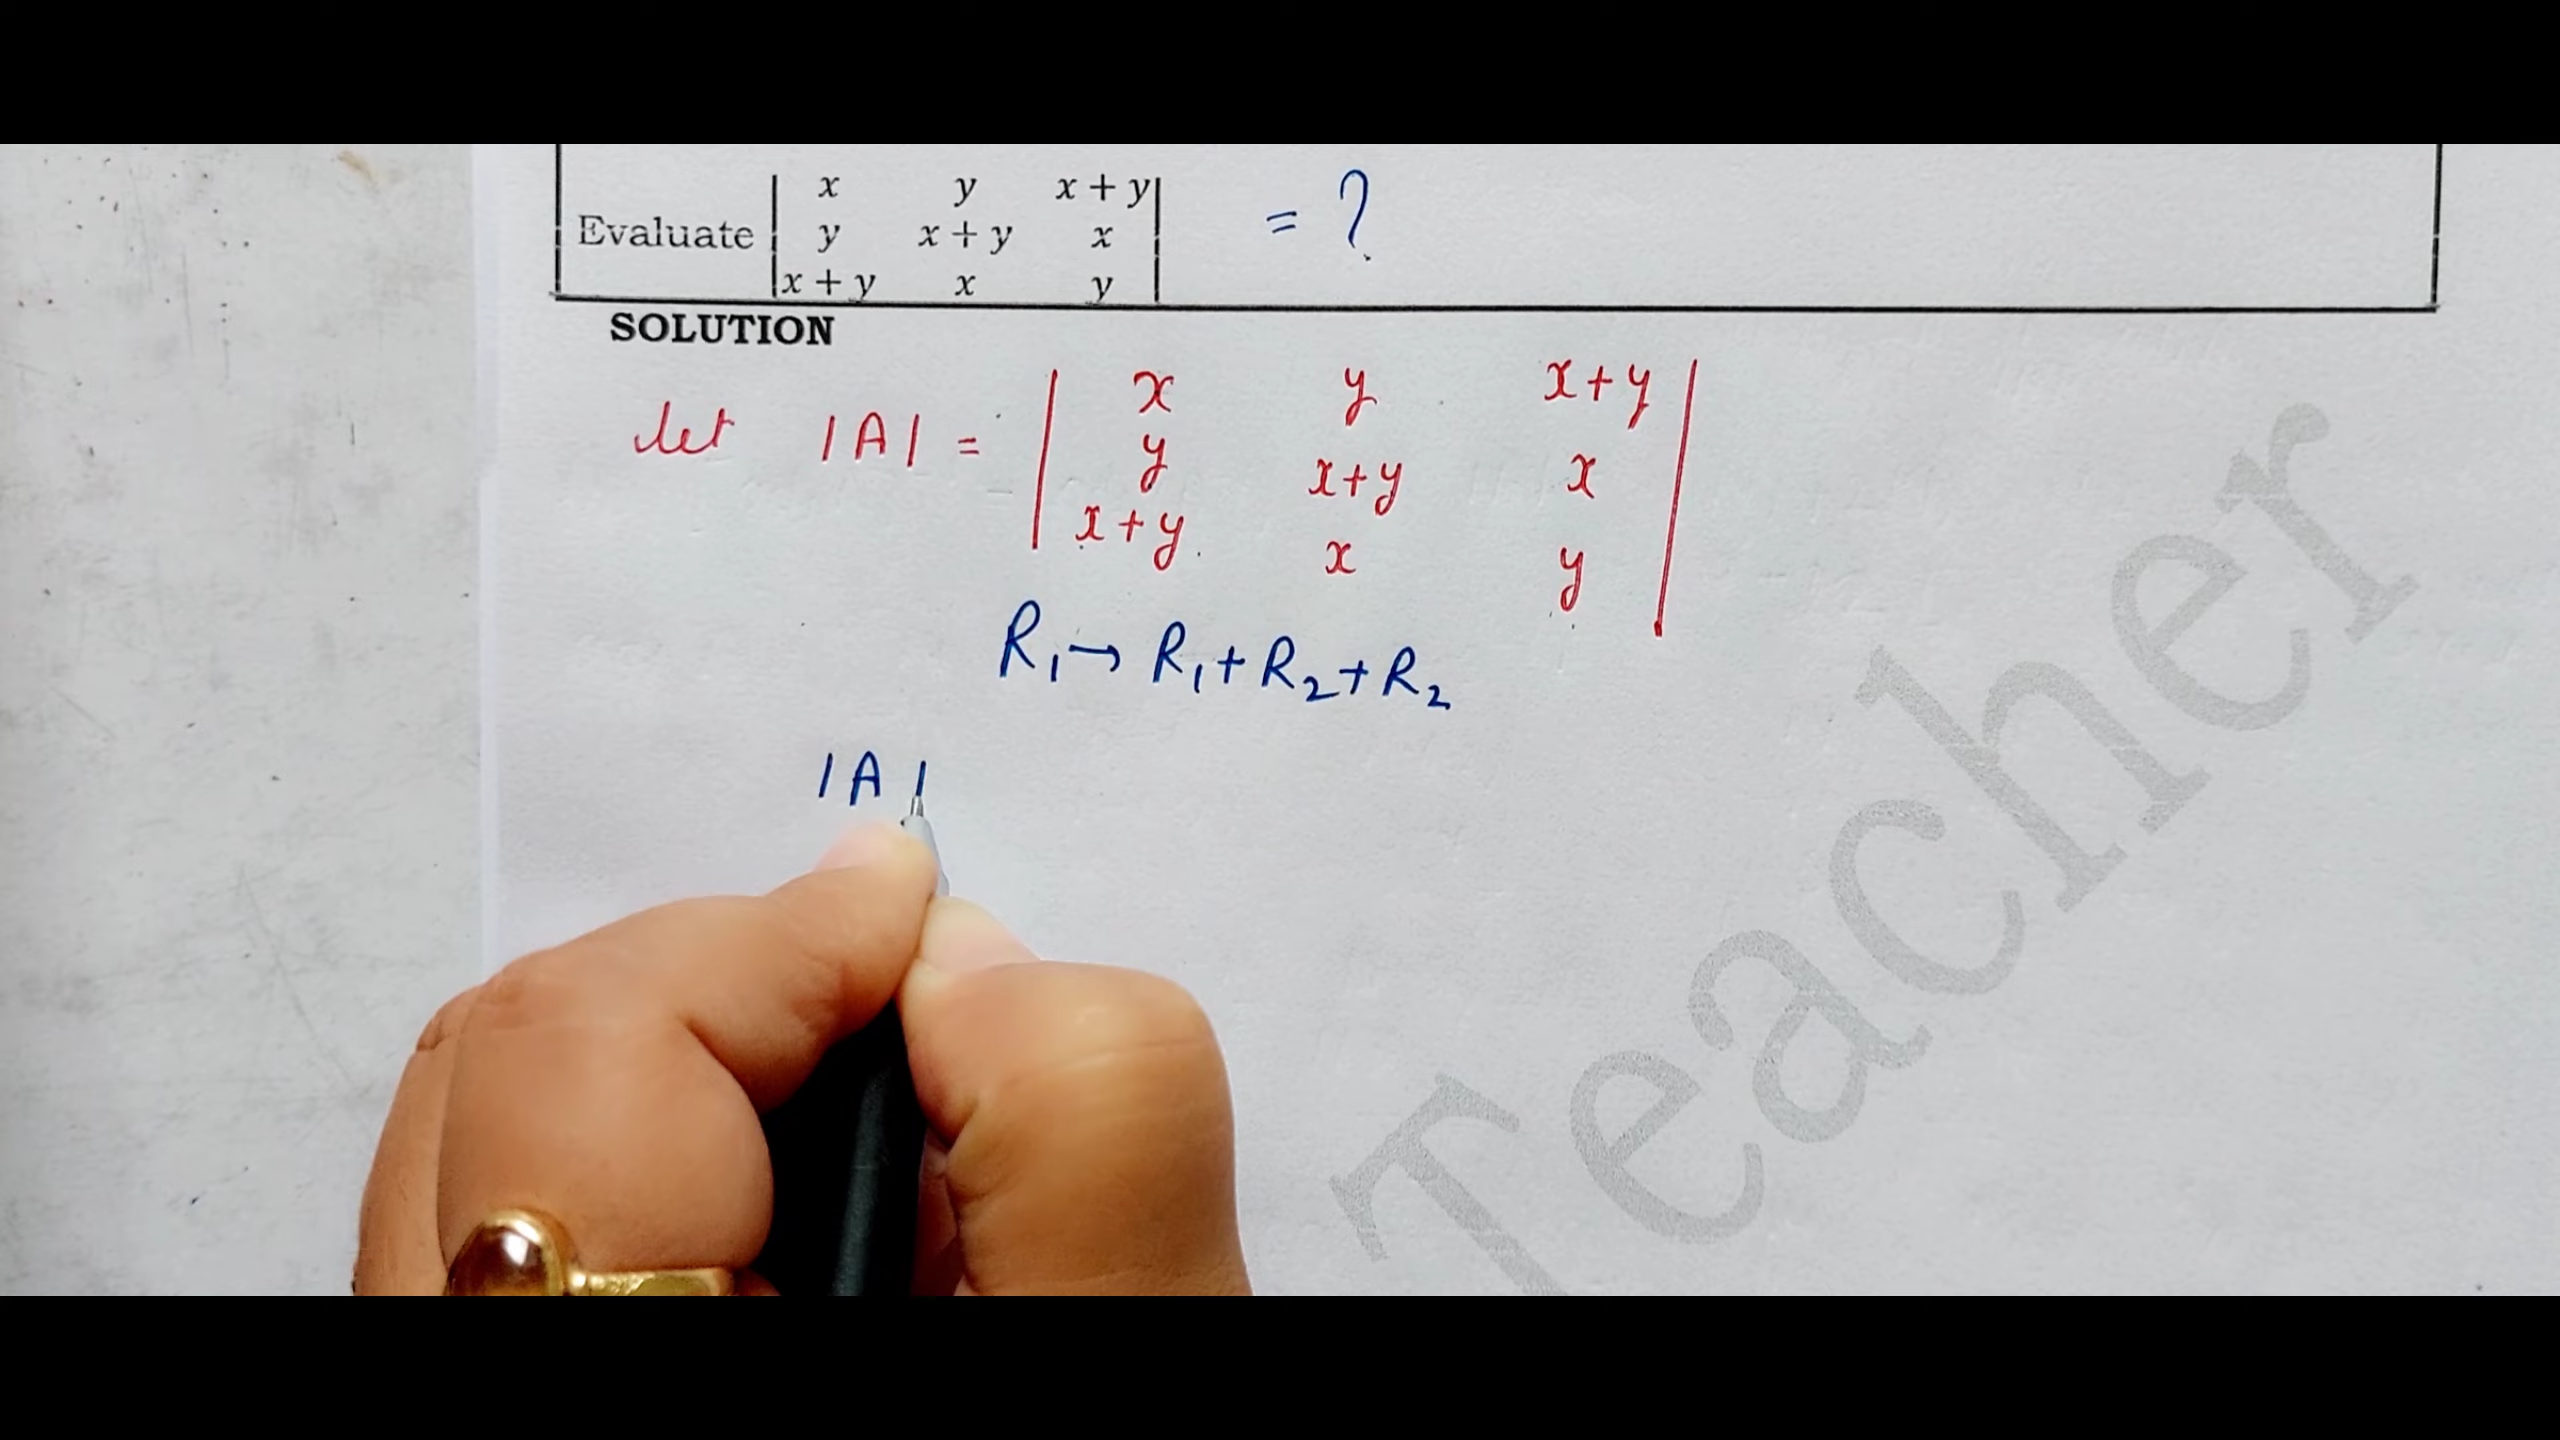 x y x + y
Evaluate y x + y x = ?
x + y x y
SOLUTION
x y x+y
let |A| = y x+y x
x+y x y
R₁→ R₁+R₂+R₂
|A|
Teacher